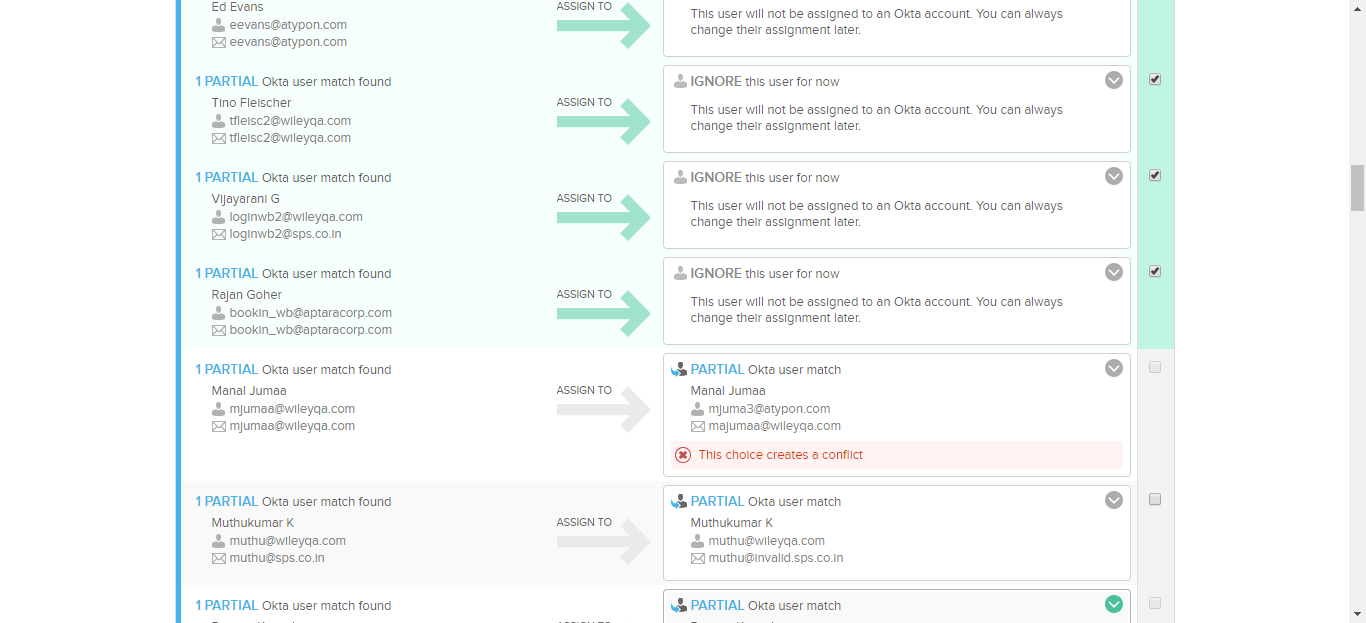 Ed Evans
eevans@atypon.com
eevans@atypon.com
ASSIGN TO
This user will not be assigned to an Okta account. You can always
change their assignment later.
1 PARTIAL Okta user match found
Tino Fleischer
tfleisc2@wileyqa.com
tfleisc2@wileyqa.com
ASSIGN TO
IGNORE this user for now
This user will not be assigned to an Okta account. You can always
change their assignment later.
1 PARTIAL Okta user match found
Vijayarani G
loginwb2@wileyqa.com
loginwb2@sps.co.in
ASSIGN TO
IGNORE this user for now
This user will not be assigned to an Okta account. You can always
change their assignment later.
1 PARTIAL Okta user match found
Rajan Goher
bookin_wb@aptaracorp.com
bookin_wb@aptaracorp.com
ASSIGN TO
IGNORE this user for now
This user will not be assigned to an Okta account. You can always
change their assignment later.
1 PARTIAL Okta user match found
Manal Jumaa
mjumaa@wileyqa.com
mjumaa@wileyqa.com
ASSIGN TO
PARTIAL Okta user match
Manal Jumaa
mjuma3@atypon.com
majumaa@wileyqa.com
This choice creates a conflict
1 PARTIAL Okta user match found
Muthukumar K
muthu@wileyqa.com
muthu@sps.co.in
ASSIGN TO
PARTIAL Okta user match
Muthukumar K
muthu@wileyqa.com
muthu@invalid.sps.co.in
1 PARTIAL Okta user match found
PARTIAL Okta user match